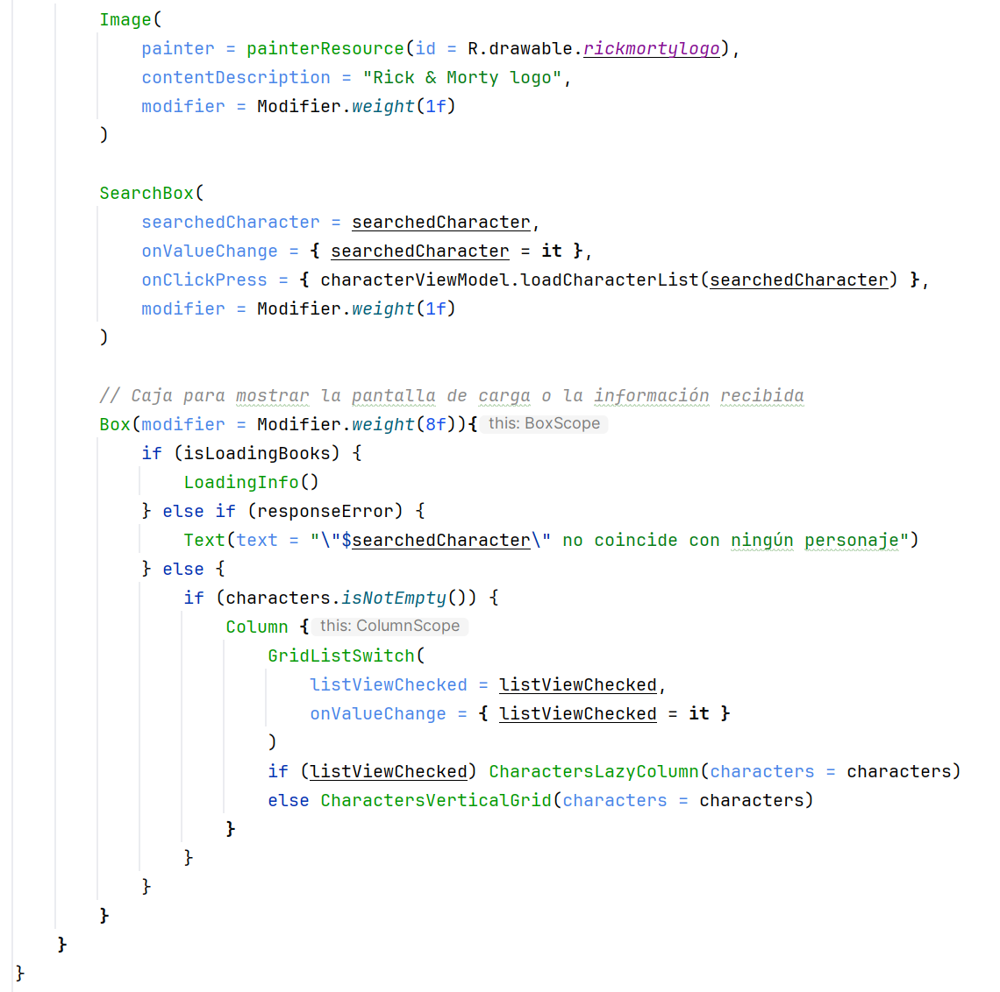 Image(
painter = painterResource(id = R.drawable.rickmortylogo),
contentDescription = "Rick & Morty logo",
modifier = Modifier.weight(1f)
)
SearchBox(
searchedCharacter = searchedCharacter,
onValueChange = { searchedCharacter = it },
onClickPress = { characterViewModel.loadCharacterList(searchedCharacter) },
modifier = Modifier.weight(1f)
)
// Caja para mostrar la pantalla de carga o la información recibida
Box(modifier = Modifier.weight(8f)){ this: BoxScope
if (isLoadingBooks) {
LoadingInfo()
} else if (responseError) {
Text(text = "\"$searchedCharacter\" no coincide con ningún personaje")
} else {
if (characters.isNotEmpty()) {
Column { this: ColumnScope
GridListSwitch(
listViewChecked = listViewChecked,
onValueChange = { listViewChecked = it }
)
if (listViewChecked) CharactersLazyColumn(characters = characters)
else CharactersVerticalGrid(characters = characters)
}
}
}
}
}
}